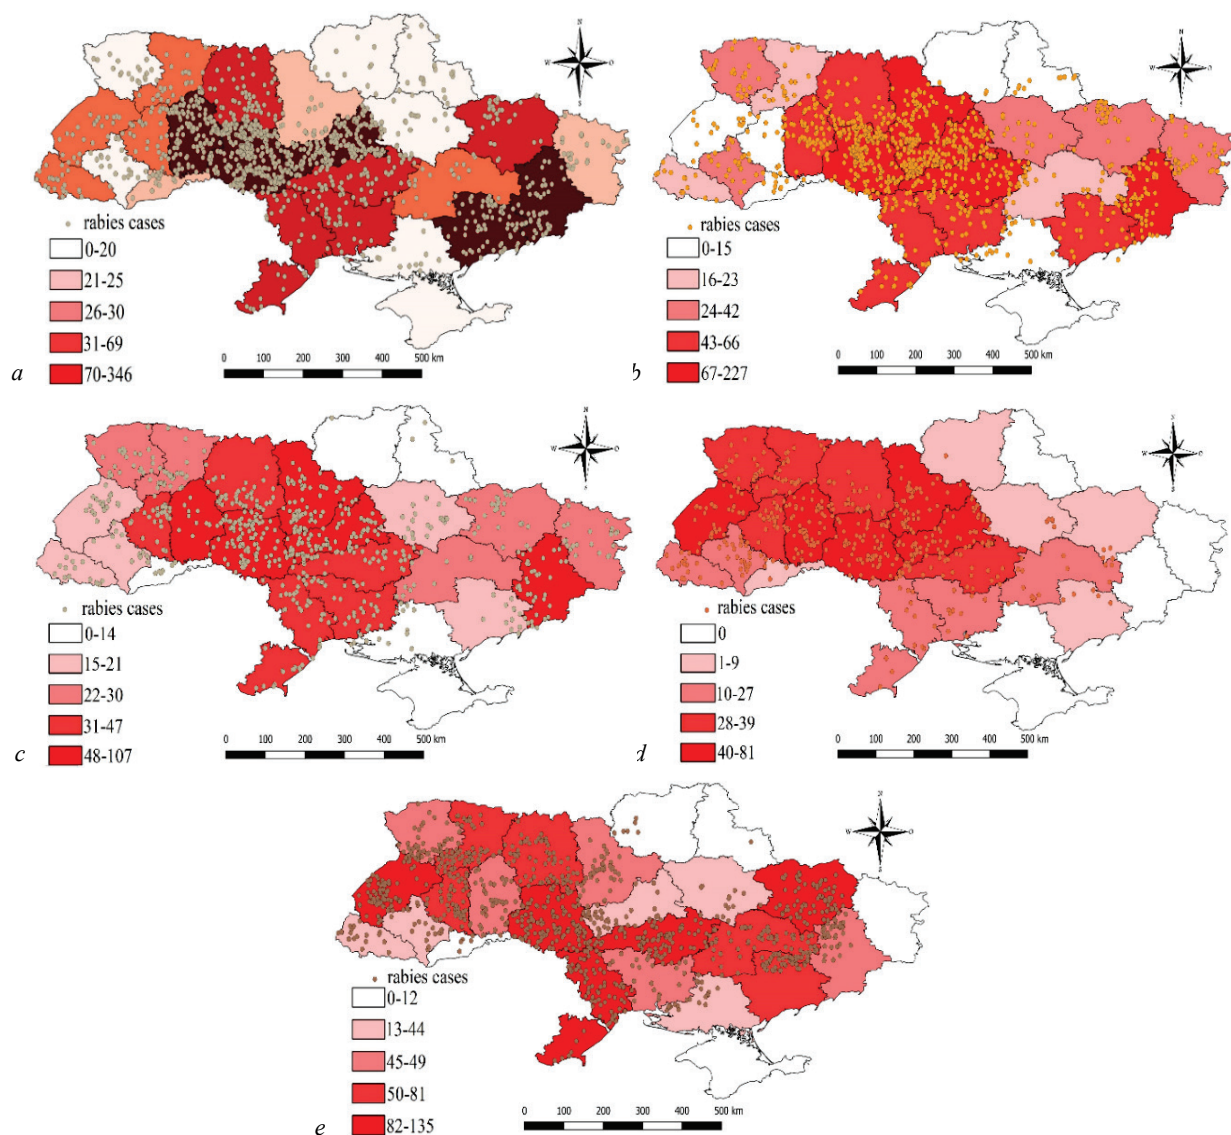 N
W
O
S
rabies cases
0-20
21-25
26-30
31-69
70-346
0 100 200 300 400 500 km
a
N
W
O
S
rabies cases
0-15
16-23
24-42
43-66
67-227
0 100 200 300 400 500 km
b
N
W
O
S
rabies cases
0-14
15-21
22-30
31-47
48-107
0 100 200 300 400 500 km
c
N
W
O
S
rabies cases
0
1-9
10-27
28-39
40-81
0 100 200 300 400 500 km
d
N
W
O
S
rabies cases
0-12
13-44
45-49
50-81
82-135
0 100 200 300 400 500 km
e